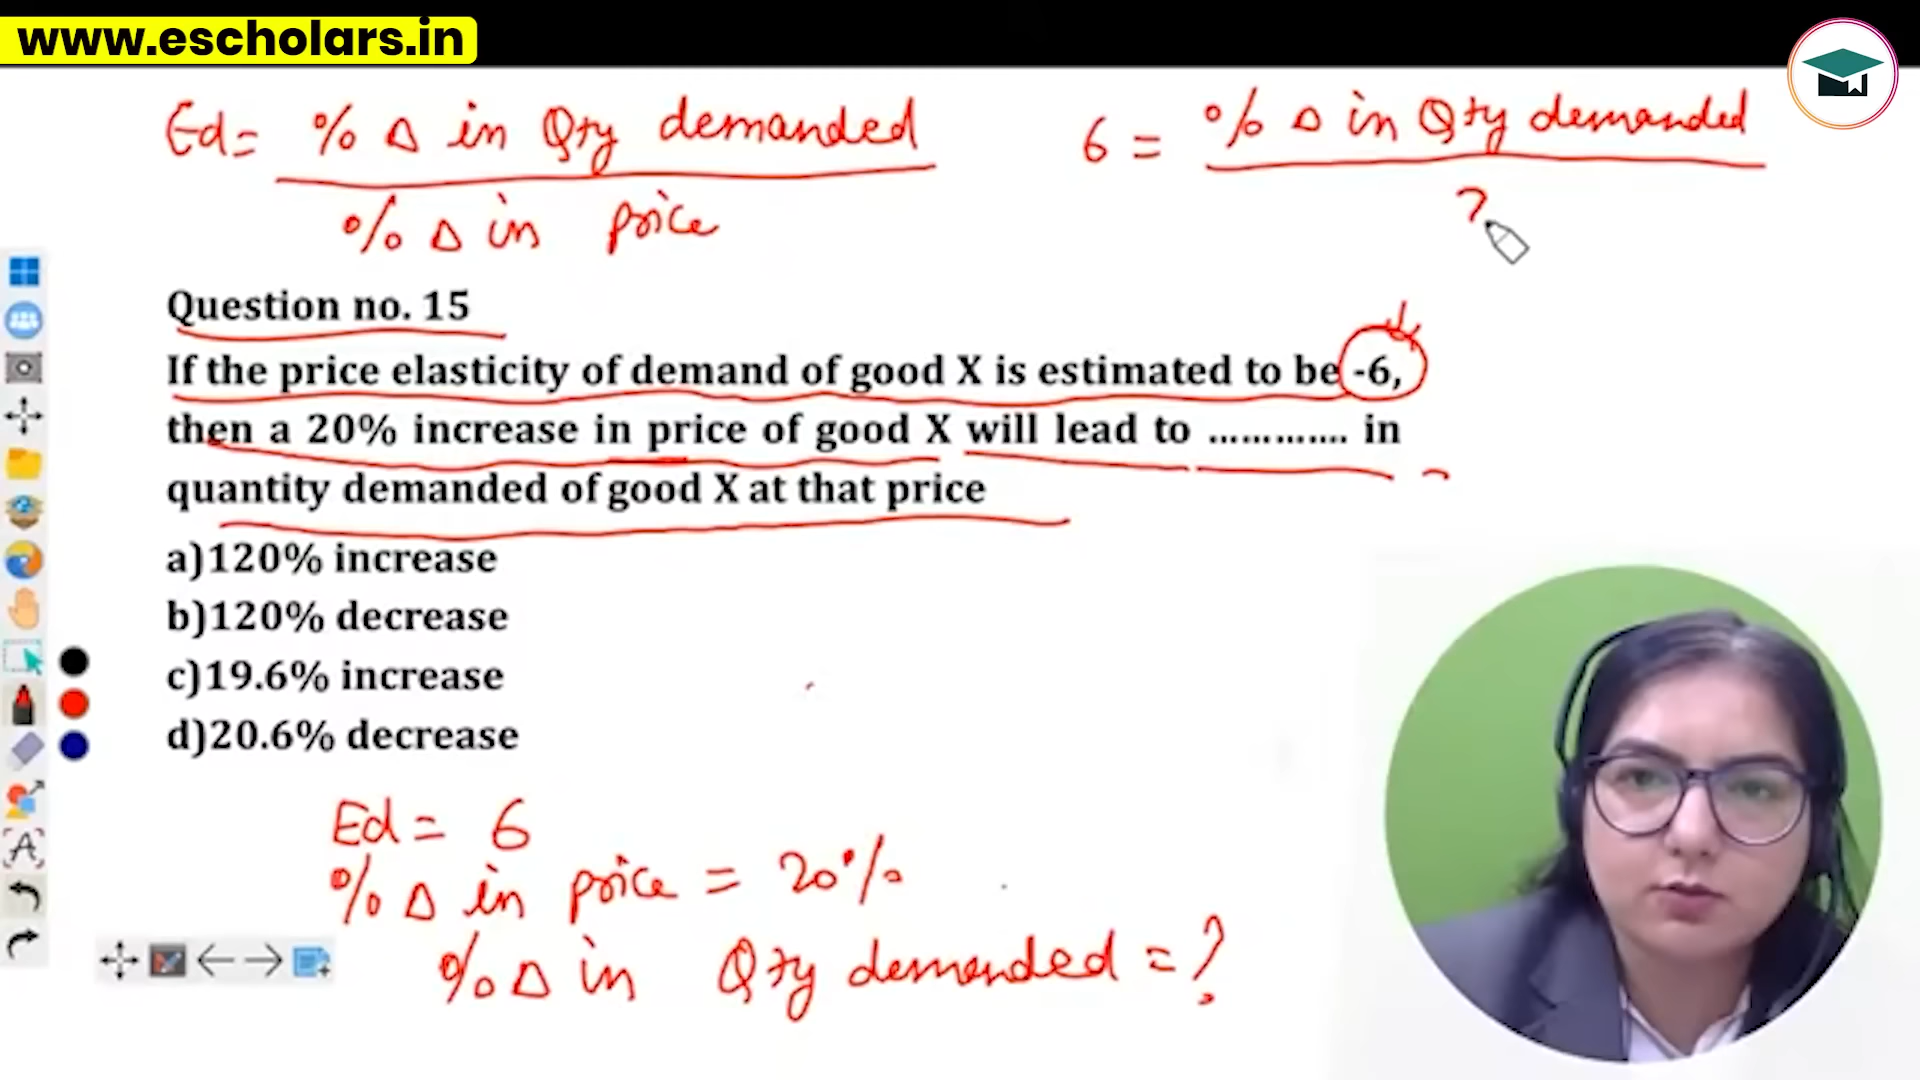 www.escholars.in
Ed = % Δ in Qty demanded
% Δ in price
6 = % Δ in Qty demanded
2
Question no. 15
If the price elasticity of demand of good X is estimated to be -6,
then a 20% increase in price of good X will lead to ............. in
quantity demanded of good X at that price
a)120% increase
b)120% decrease
c)19.6% increase
d)20.6% decrease
Ed = 6
% Δ in price = 20%
% Δ in Qty demanded = ?